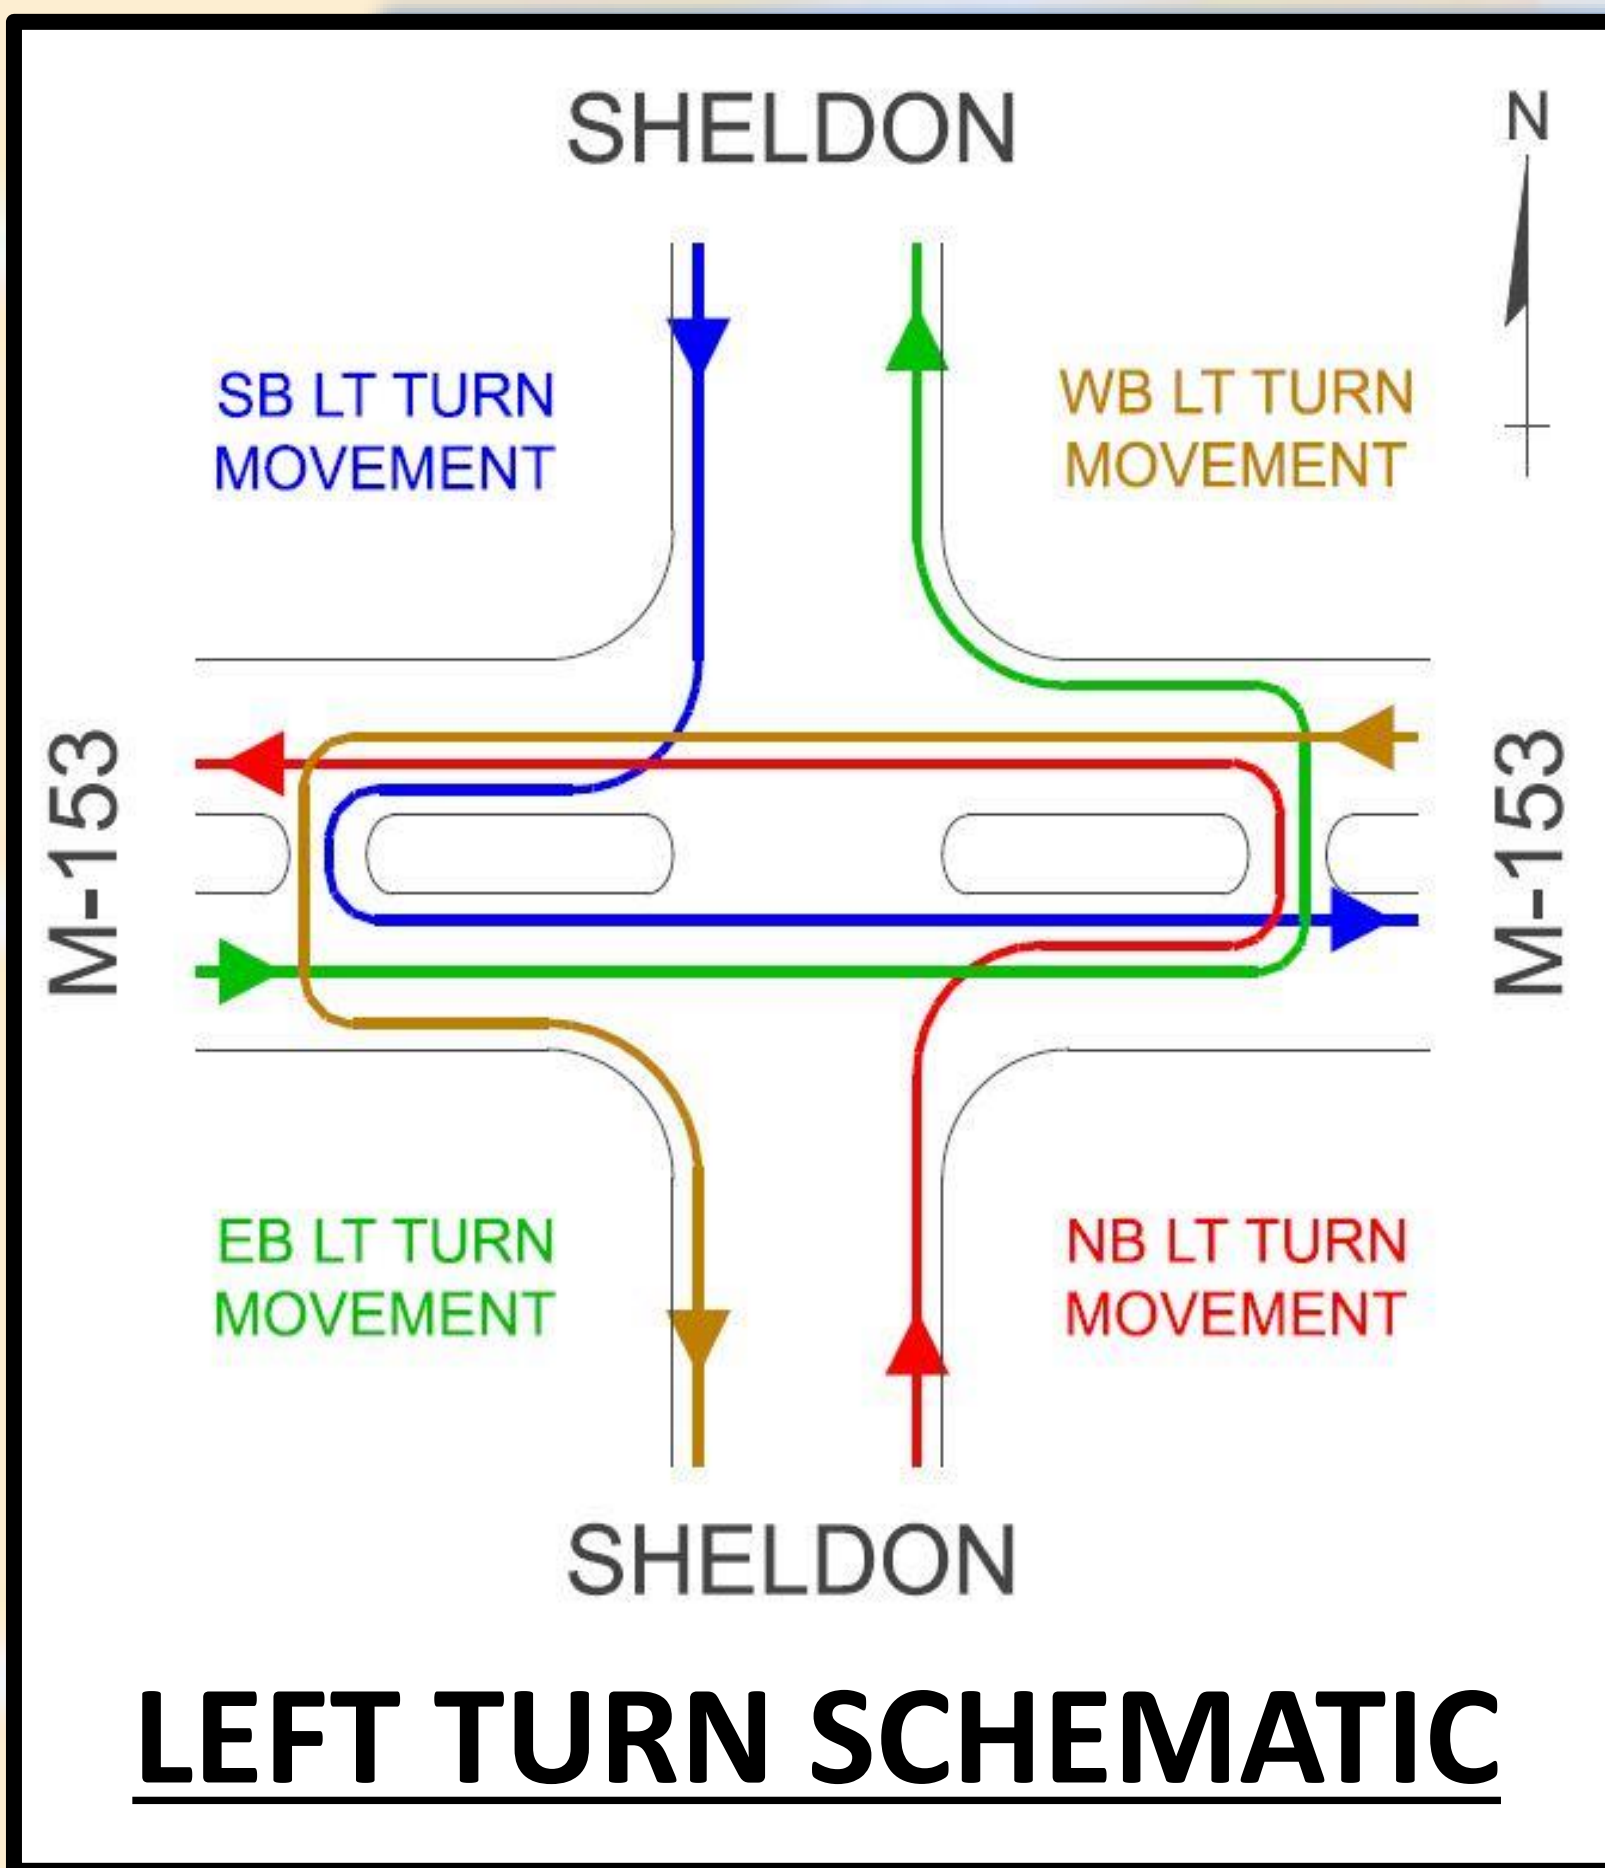 SHELDON
N
SB LT TURN
MOVEMENT
WB LT TURN
MOVEMENT
M-153
M-153
EB LT TURN
MOVEMENT
NB LT TURN
MOVEMENT
SHELDON
LEFT TURN SCHEMATIC